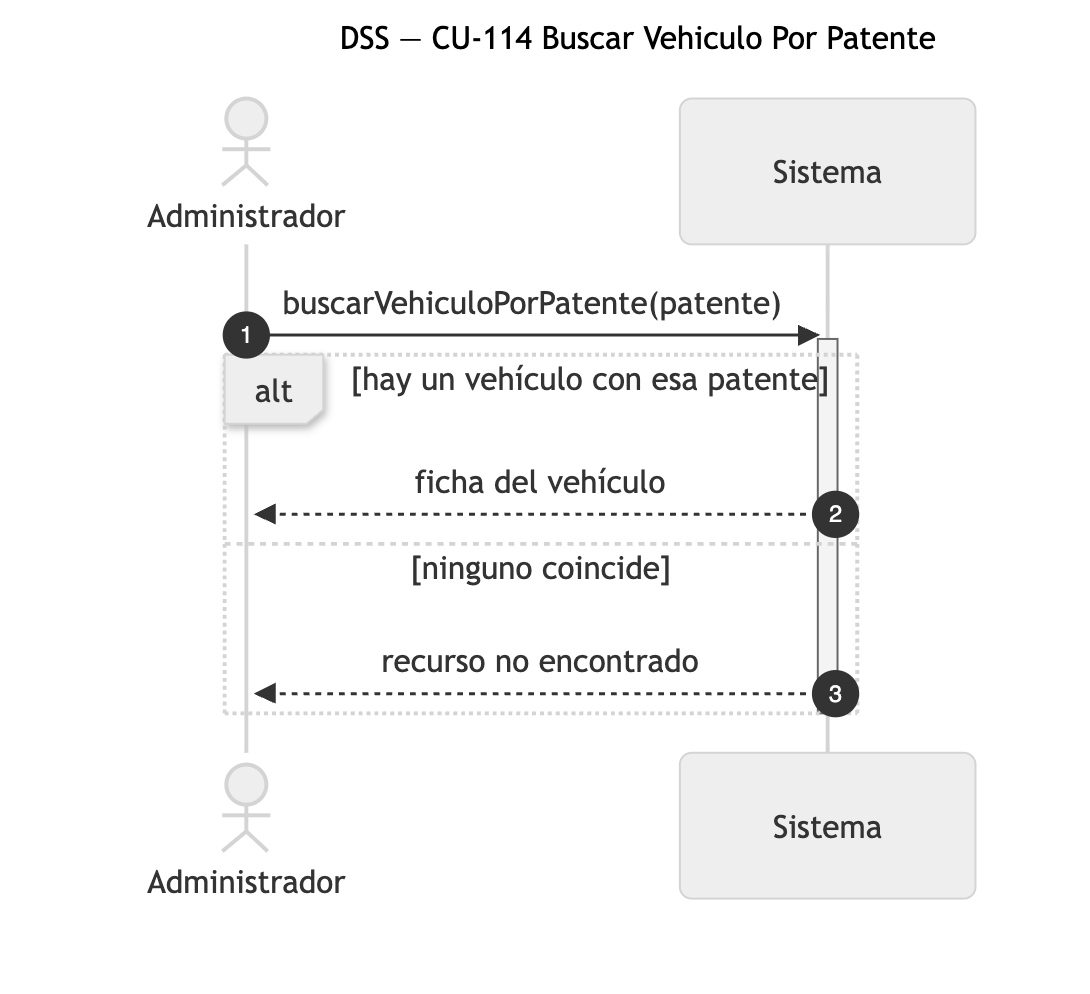 DSS — CU-114 Buscar Vehiculo Por Patente
Administrador
Sistema
buscarVehiculoPorPatente(patente)
1
alt
[hay un vehículo con esa patente]
ficha del vehículo
2
[ninguno coincide]
recurso no encontrado
3
Administrador
Sistema